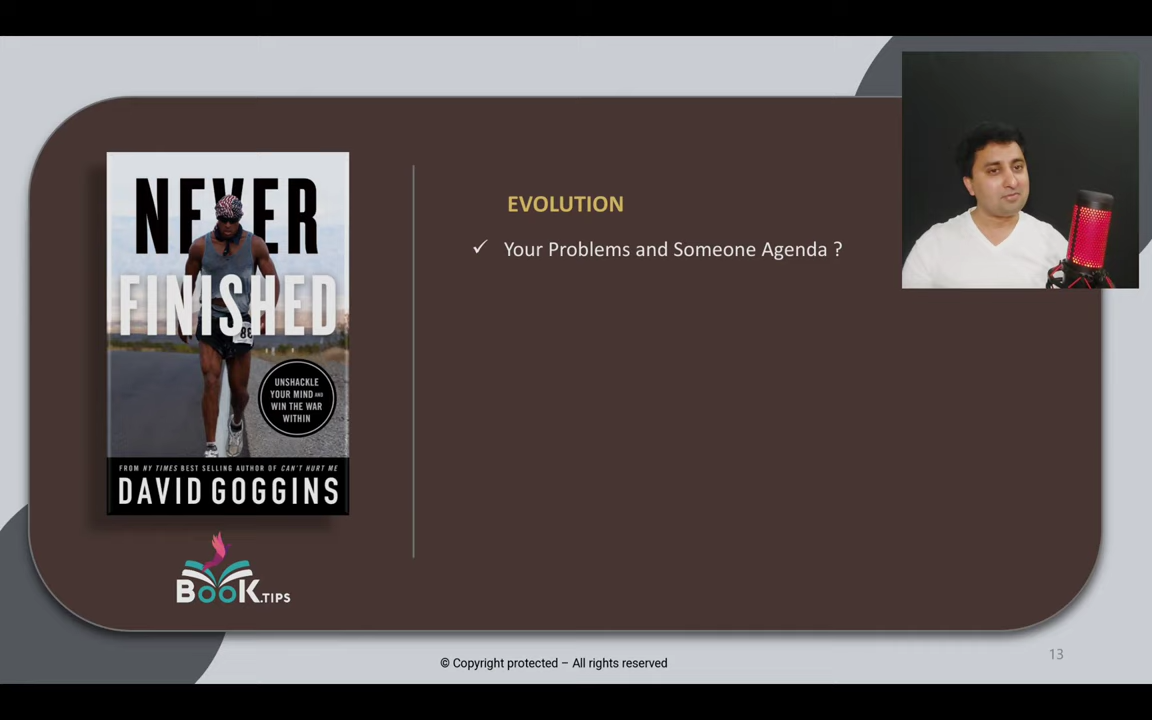 NEVER
FINISHED
86
UNSHACKLE
YOUR MIND AND
WIN THE WAR
WITHIN
FROM NY TIMES BEST SELLING AUTHOR OF CAN'T HURT ME
DAVID GOGGINS
BooK.TIPS
EVOLUTION
✓ Your Problems and Someone Agenda ?
© Copyright protected – All rights reserved
13